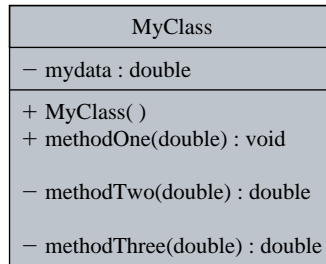 MyClass
− mydata : double
+ MyClass( )
+ methodOne(double) : void
− methodTwo(double) : double
− methodThree(double) : double